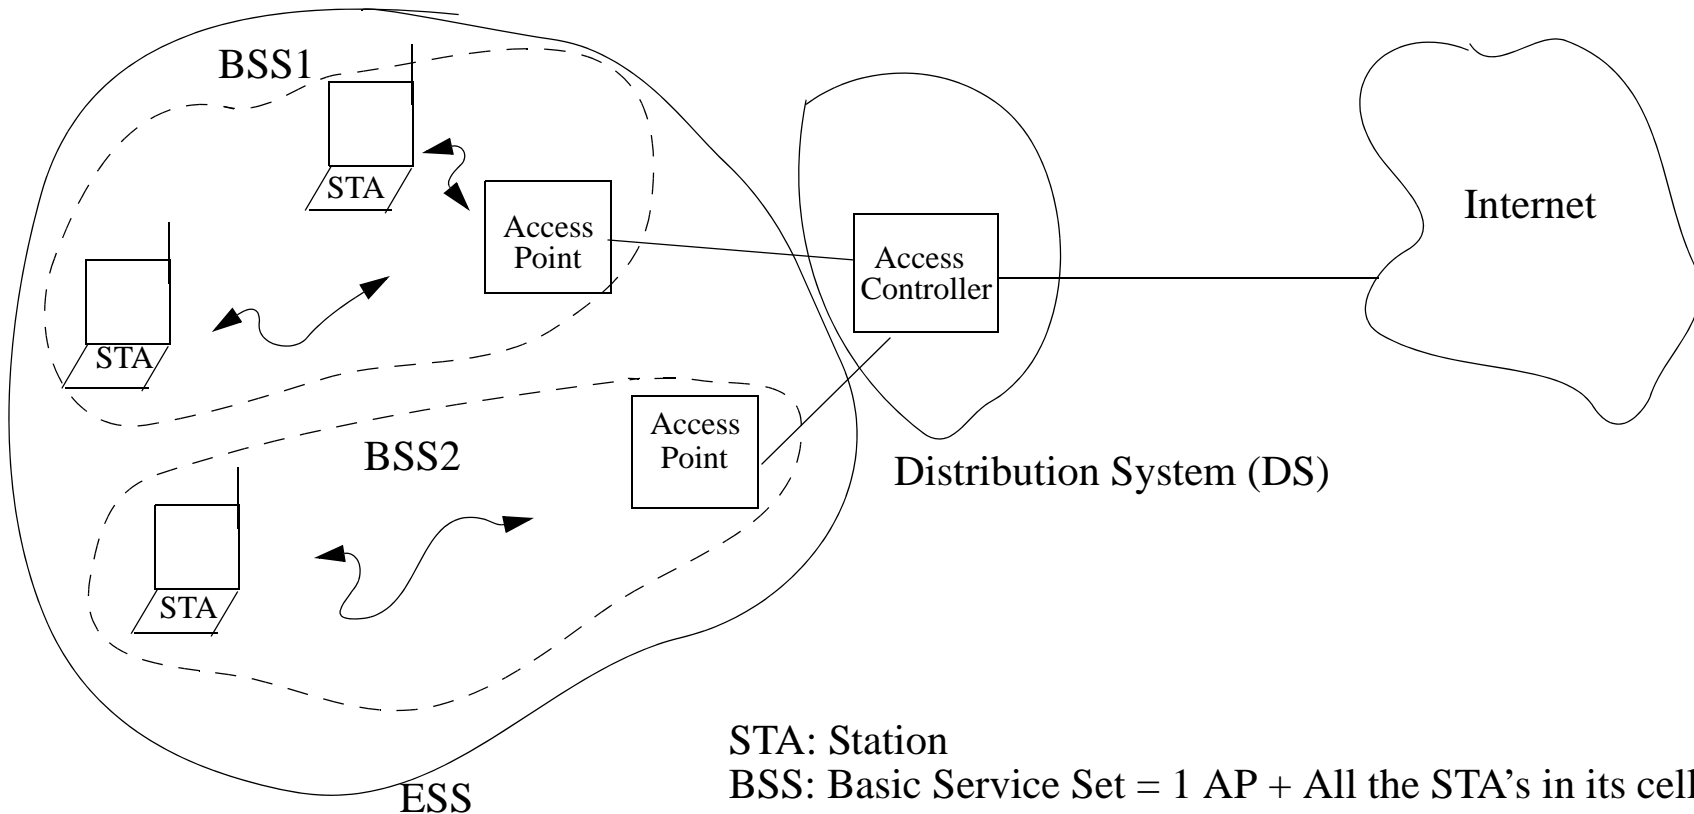 BSS1
STA
Access
Point
Internet
Access
Controller
STA
Access
Point
BSS2
Distribution System (DS)
STA
STA: Station
BSS: Basic Service Set = 1 AP + All the STA's in its cell
ESS